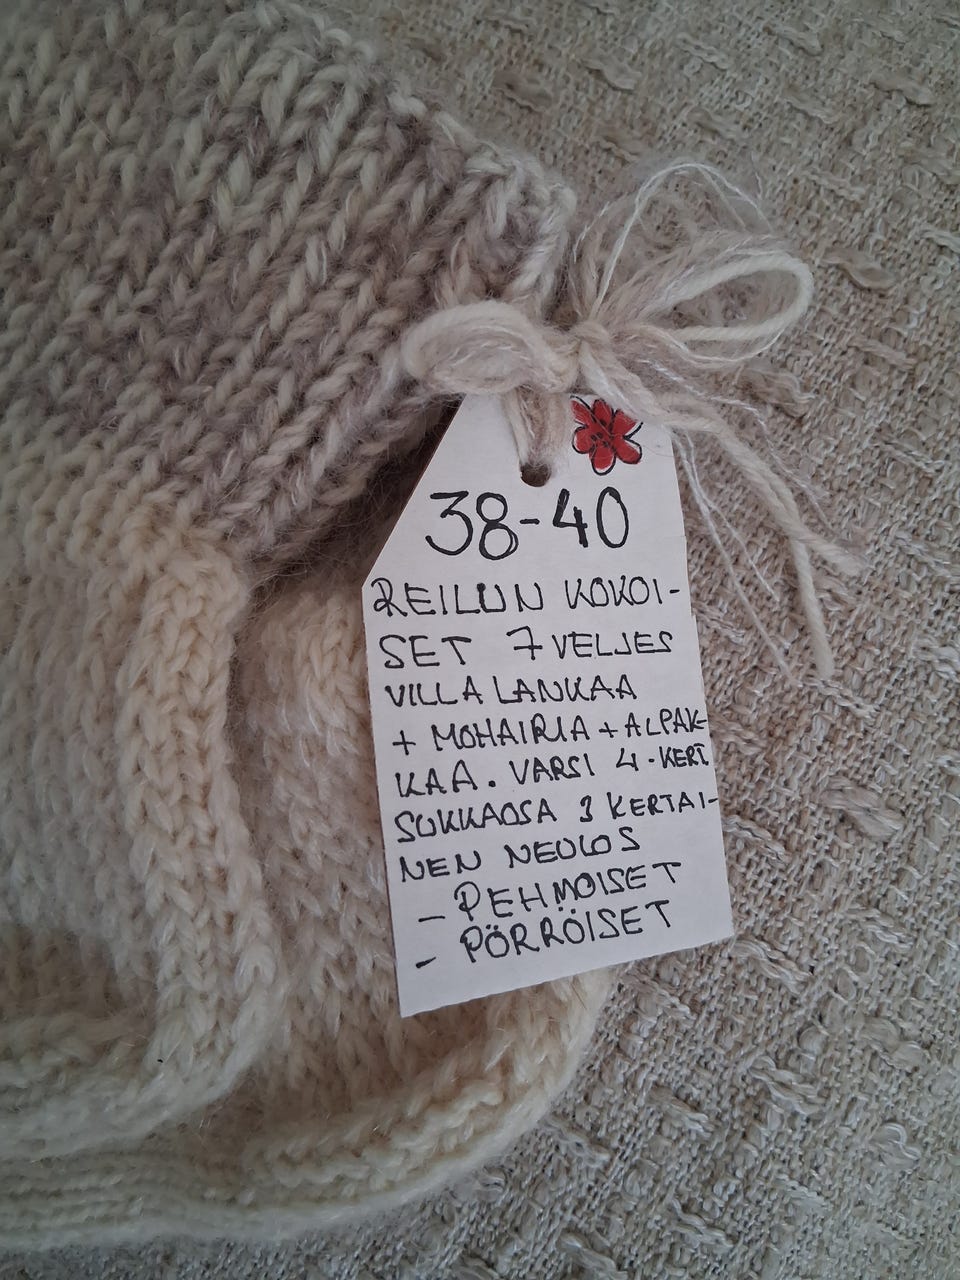 38-40
REILUN KOKOI-
SET 7 VELJES
VILLA LANKAA
+ MOHAIRIA + ALPAK-
KAA. VARSI 4-KERT.
SUKKAOSA 3 KERTAI-
NEN NEULOS
- PEHMOISET
- PÖRRÖISET